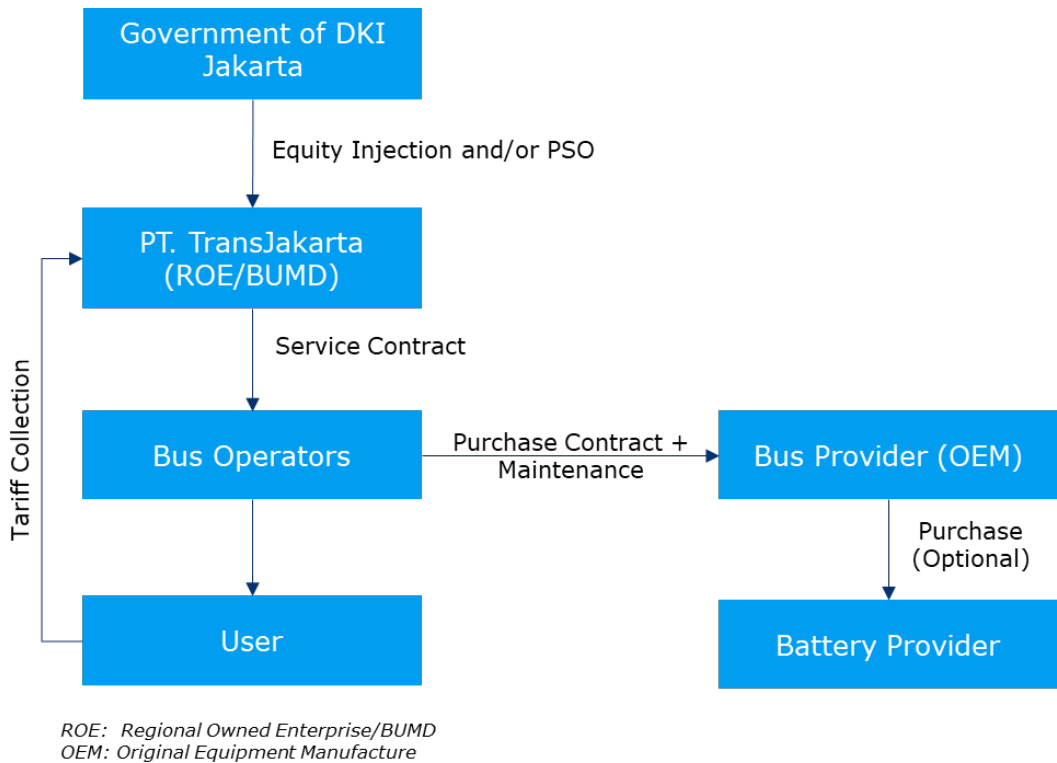 Government of DKI
Jakarta
Equity Injection and/or PSO
PT. TransJakarta
(ROE/BUMD)
Service Contract
Tariff Collection
Bus Operators
Purchase Contract +
Maintenance
Bus Provider (OEM)
Purchase
(Optional)
User
Battery Provider
ROE: Regional Owned Enterprise/BUMD
OEM: Original Equipment Manufacture